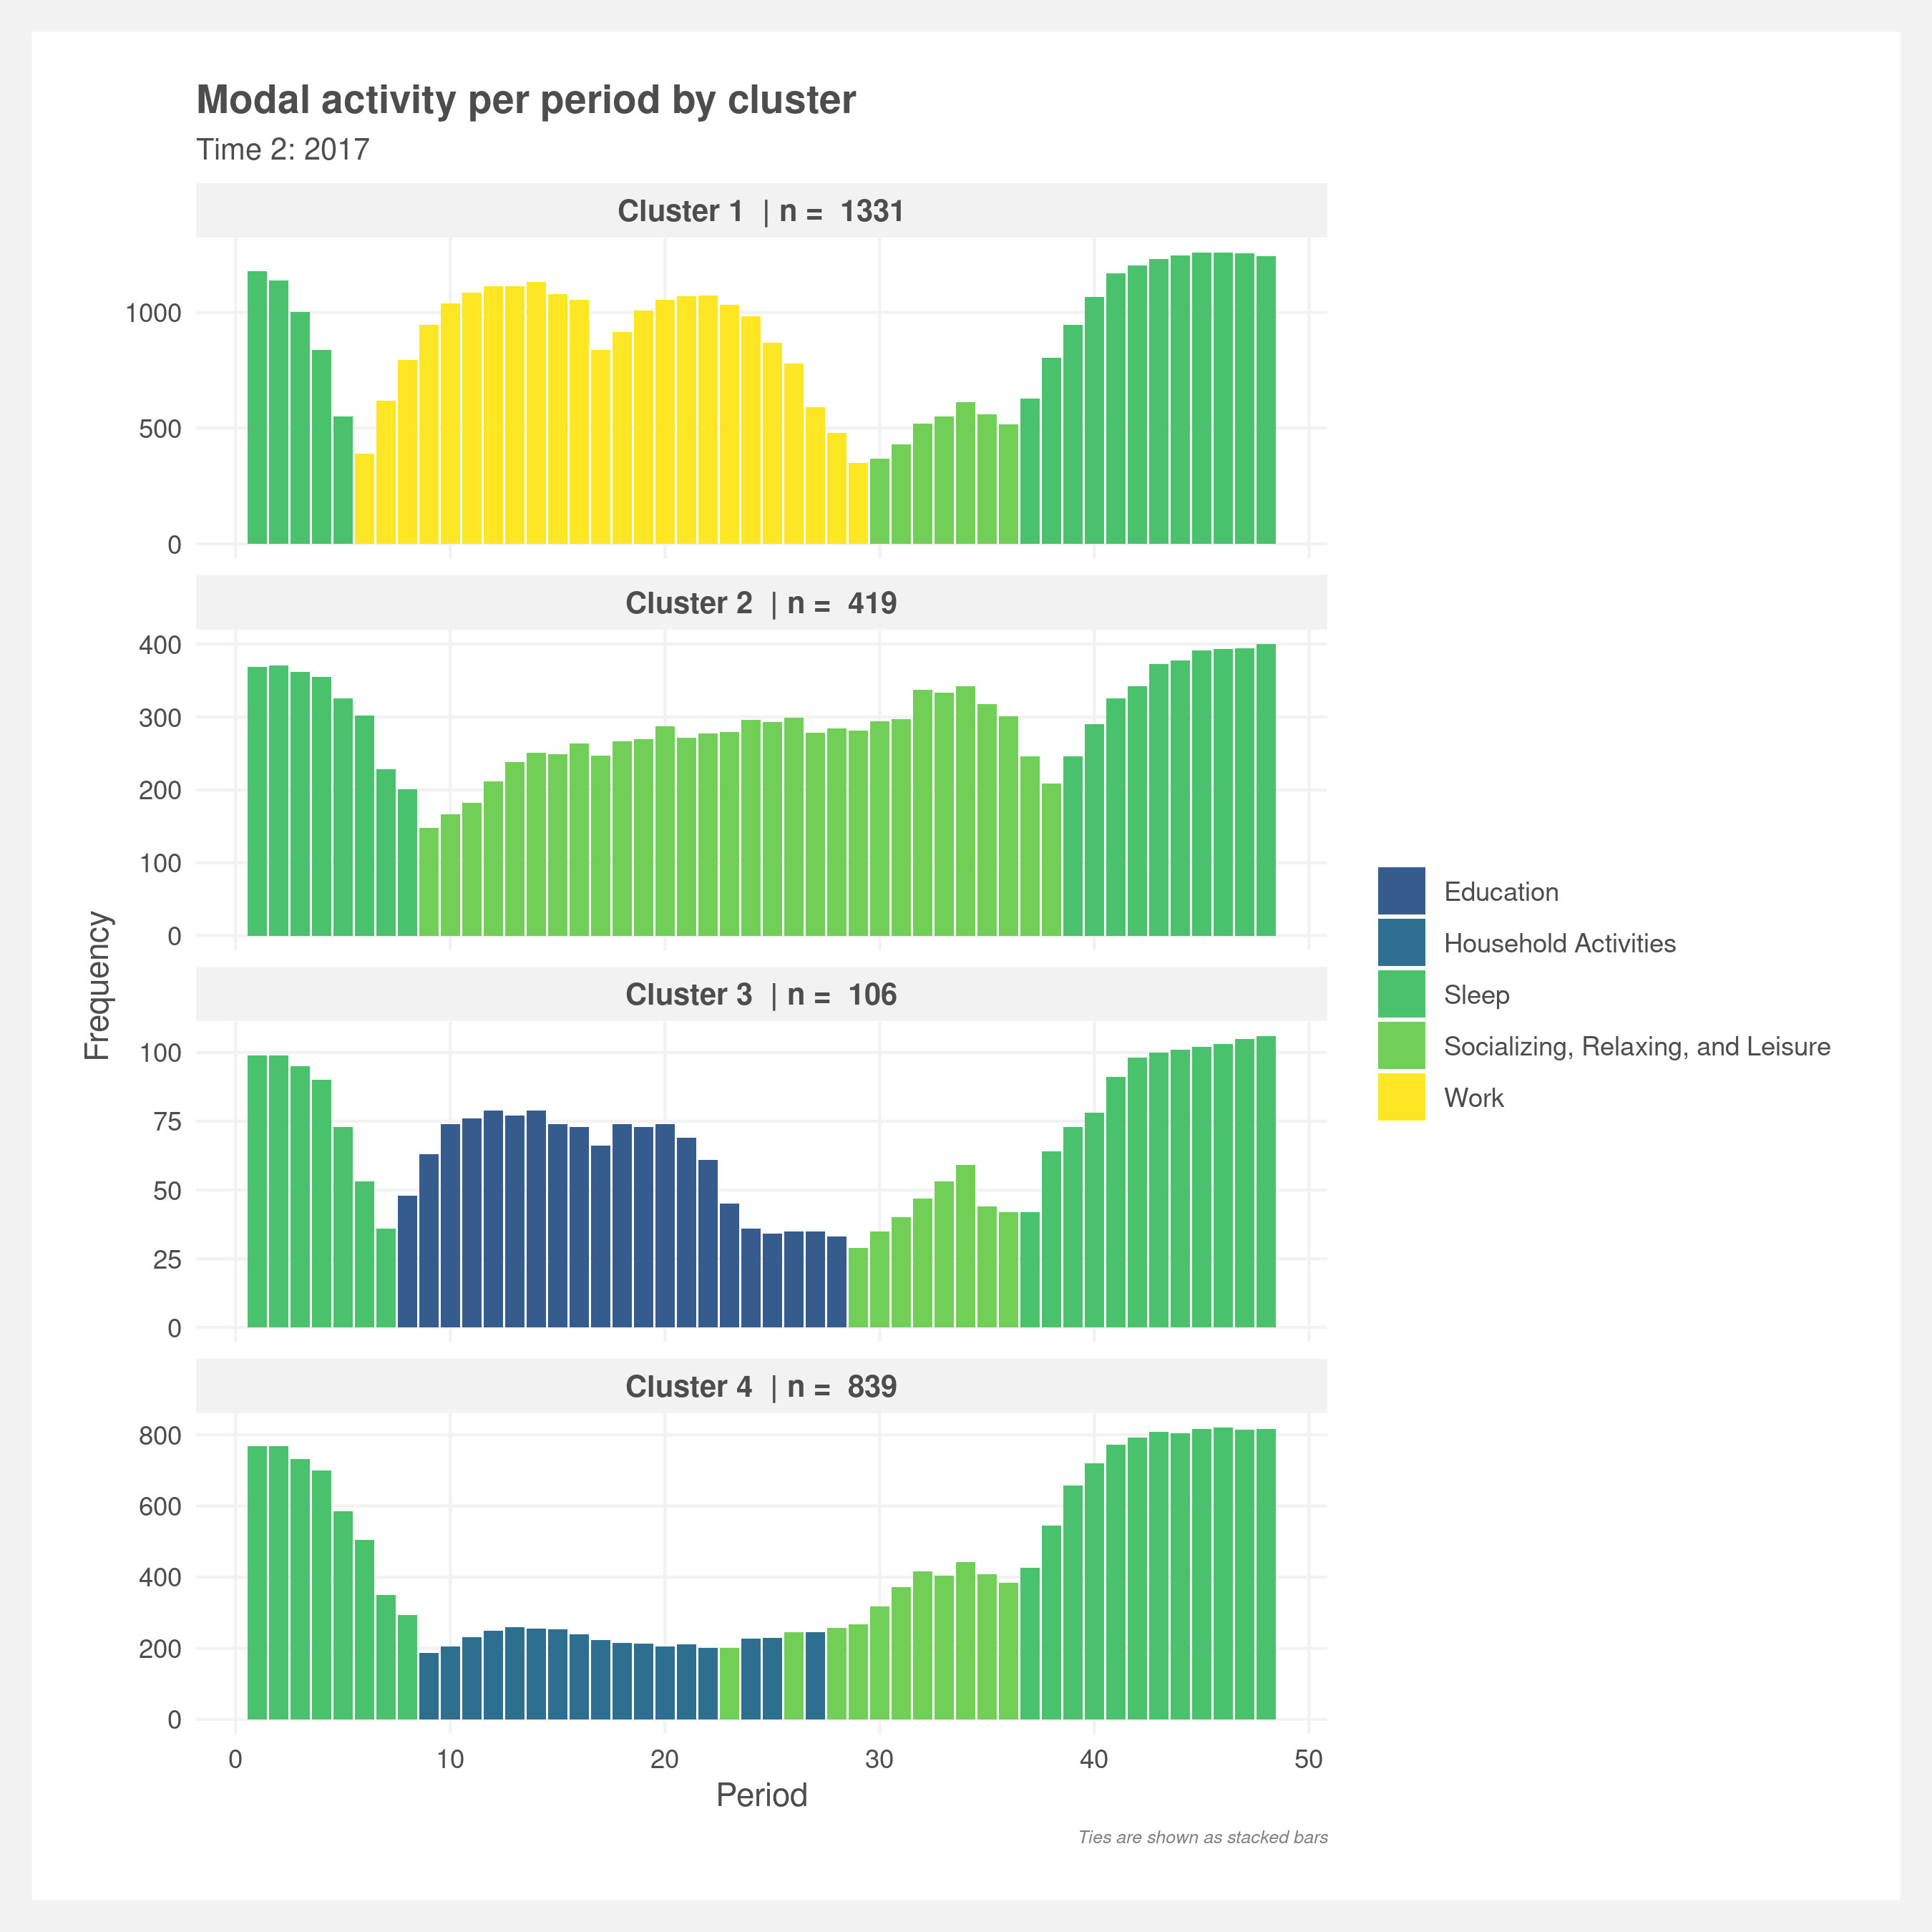 Modal activity per period by cluster
Time 2: 2017
Cluster 1 | n = 1331
1000
500
0
Cluster 2 | n = 419
400
300
200
100
0
Cluster 3 | n = 106
100
75
50
25
0
Cluster 4 | n = 839
800
600
400
200
0
0 10 20 30 40 50
Period
Frequency
Education
Household Activities
Sleep
Socializing, Relaxing, and Leisure
Work
Ties are shown as stacked bars